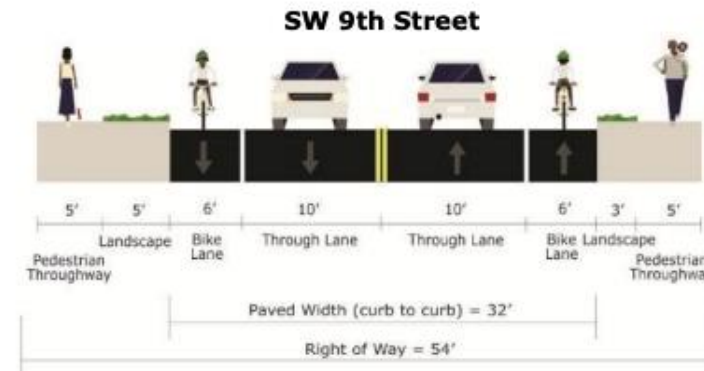 SW 9th Street
5' 5' 6' 10' 10' 6' 3' 5'
Pedestrian Throughway
Landscape
Bike Lane
Through Lane
Through Lane
Bike Lane
Landscape
Pedestrian Throughwa
Paved Width (curb to curb) = 32'
Right of Way = 54'